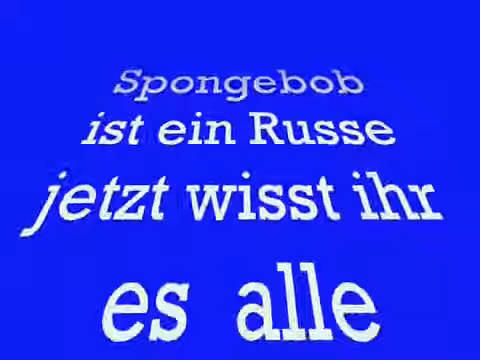 Spongebob
ist ein Russe
jetzt wisst ihr
es alle